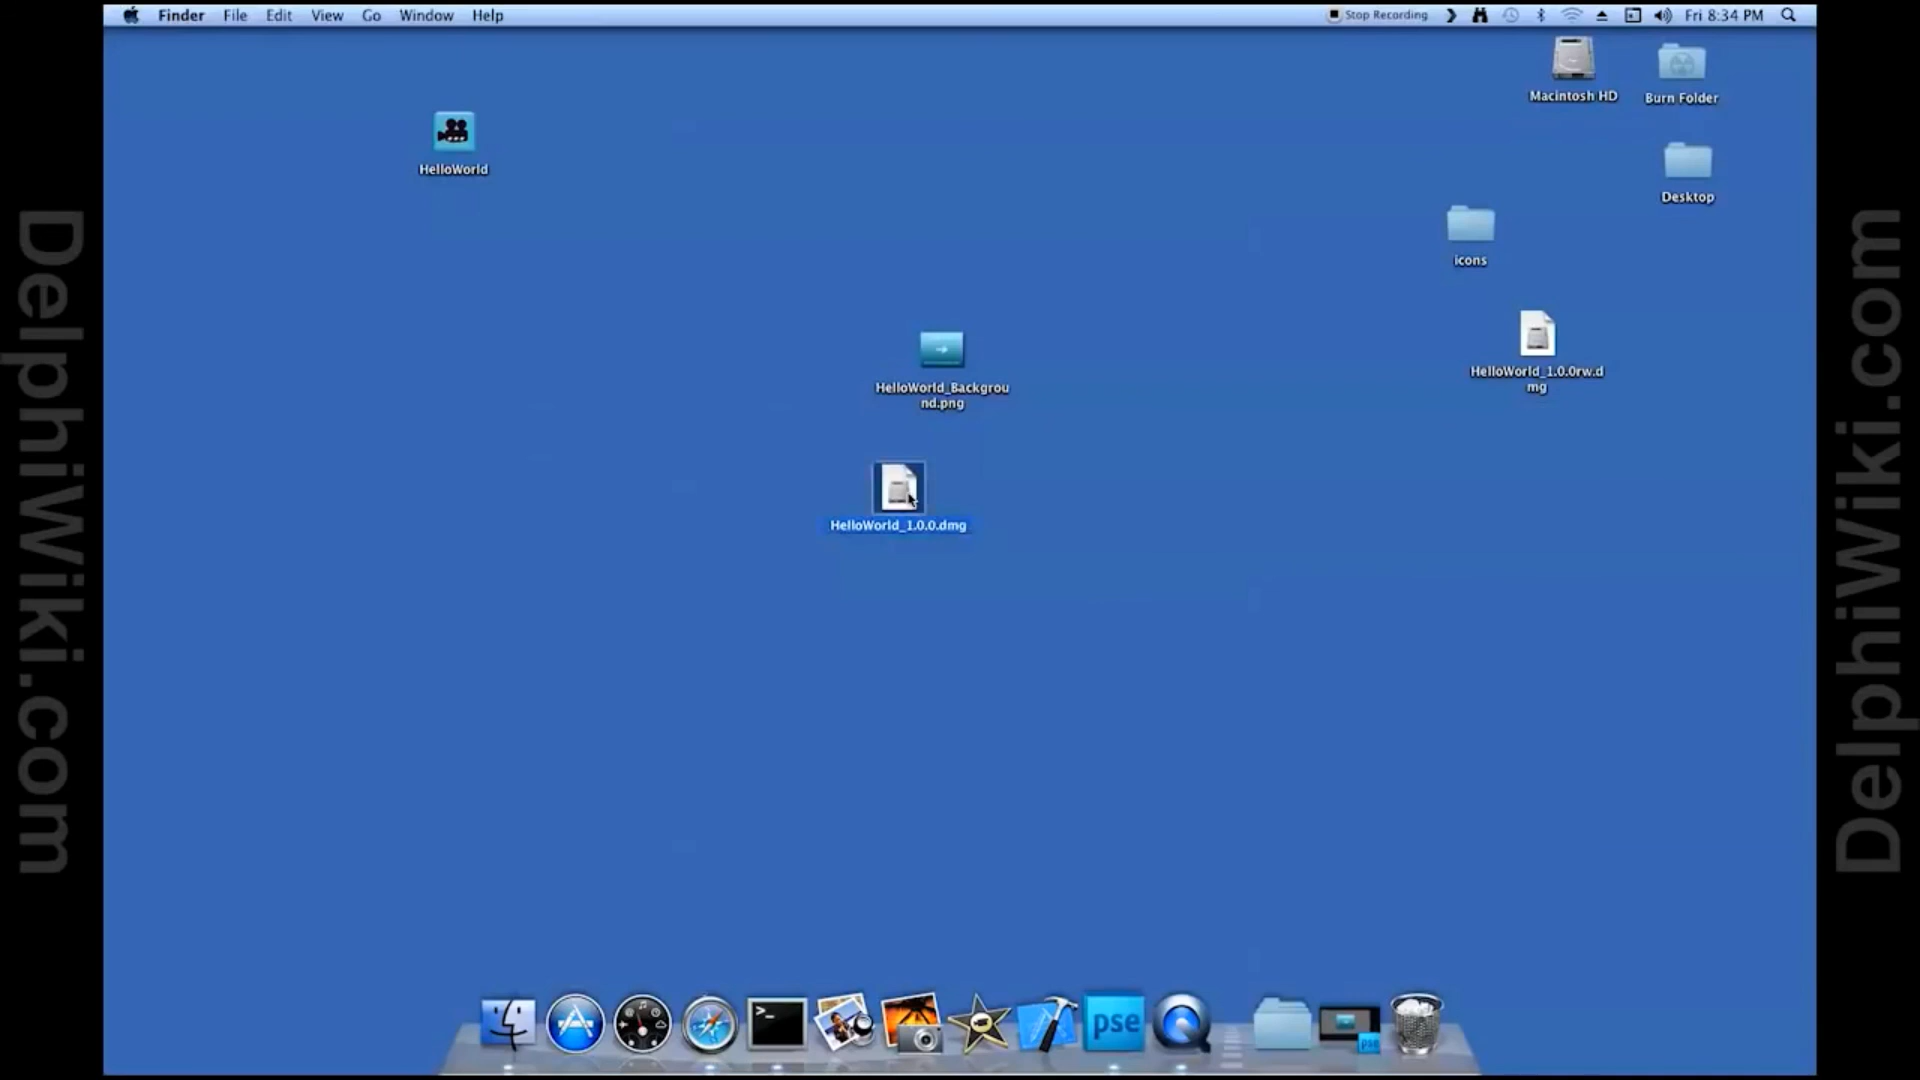 Finder File Edit View Go Window Help Stop Recording Fri 8:34 PM
Macintosh HD
Burn Folder
HelloWorld
Desktop
icons
HelloWorld_1.0.0rw.d
mg
HelloWorld_Backgrou
nd.png
HelloWorld_1.0.0.dmg
DelphiWiki.com
DelphiWiki.com
>_
pse
pse